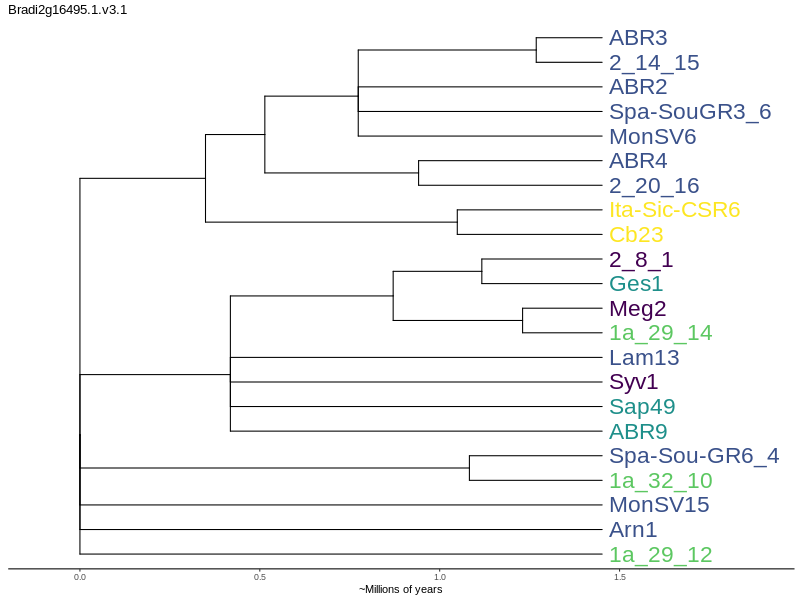 Bradi2g16495.1.v3.1
ABR3
2_14_15
ABR2
Spa-SouGR3_6
MonSV6
ABR4
2_20_16
Ita-Sic-CSR6
Cb23
2_8_1
Ges1
Meg2
1a_29_14
Lam13
Syv1
Sap49
ABR9
Spa-Sou-GR6_4
1a_32_10
MonSV15
Arn1
1a_29_12
0.0 0.5 1.0 1.5
~Millions of years